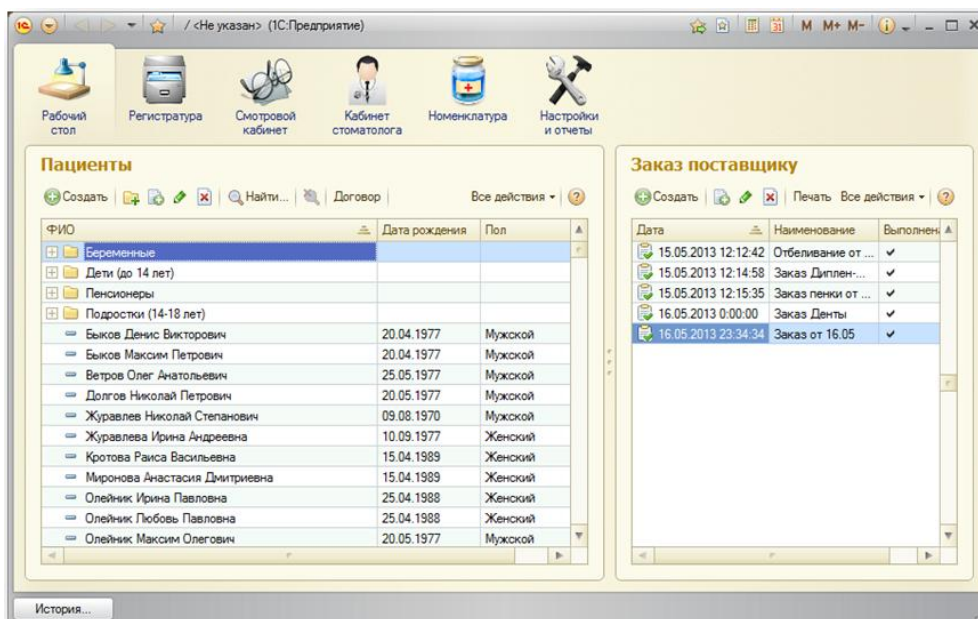 1С / <Не указан> (1С:Предприятие) 31 M M+ M-
Рабочий стол
Регистратура
Смотровой кабинет
Кабинет стоматолога
Номенклатура
Настройки и отчеты
Пациенты
Создать Найти... Договор Все действия
ФИО Дата рождения Пол
Беременные
Дети (до 14 лет)
Пенсионеры
Подростки (14-18 лет)
Быков Денис Викторович 20.04.1977 Мужской
Быков Максим Петрович 20.04.1977 Мужской
Ветров Олег Анатольевич 25.05.1977 Мужской
Долгов Николай Петрович 20.05.1977 Мужской
Журавлев Николай Степанович 09.08.1970 Мужской
Журавлева Ирина Андреевна 10.09.1977 Женский
Кротова Раиса Васильевна 15.04.1989 Женский
Миронова Анастасия Дмитриевна 15.04.1989 Женский
Олейник Ирина Павловна 25.04.1988 Женский
Олейник Любовь Павловна 25.04.1988 Женский
Олейник Максим Олегович 20.05.1977 Мужской
Заказ поставщику
Создать Печать Все действия
Дата Наименование Выполнен
15.05.2013 12:12:42 Отбеливание от ...
15.05.2013 12:14:58 Заказ Диплен-...
15.05.2013 12:15:35 Заказ пенки от ...
16.05.2013 0:00:00 Заказ Денты
16.05.2013 23:34:34 Заказ от 16.05
История...